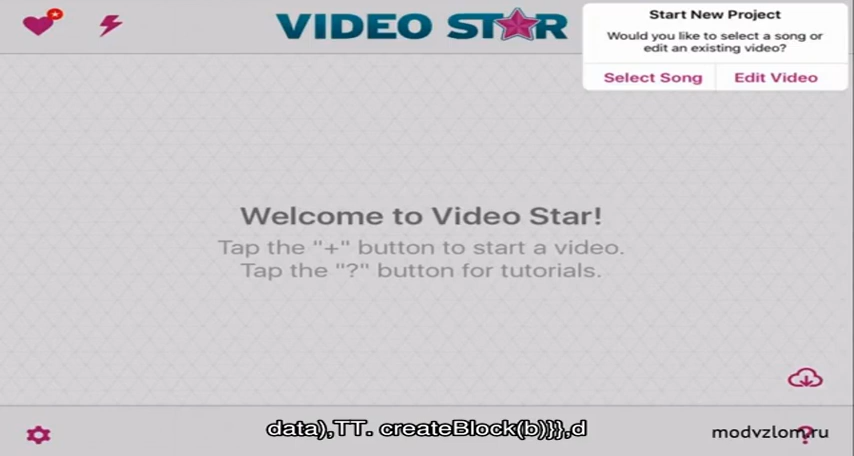 VIDEO STAR
Start New Project
Would you like to select a song or
edit an existing video?
Select Song
Edit Video
Welcome to Video Star!
Tap the "+" button to start a video.
Tap the "?" button for tutorials.
data),TT. createBlock(b)}},d
modvzlom.ru
?